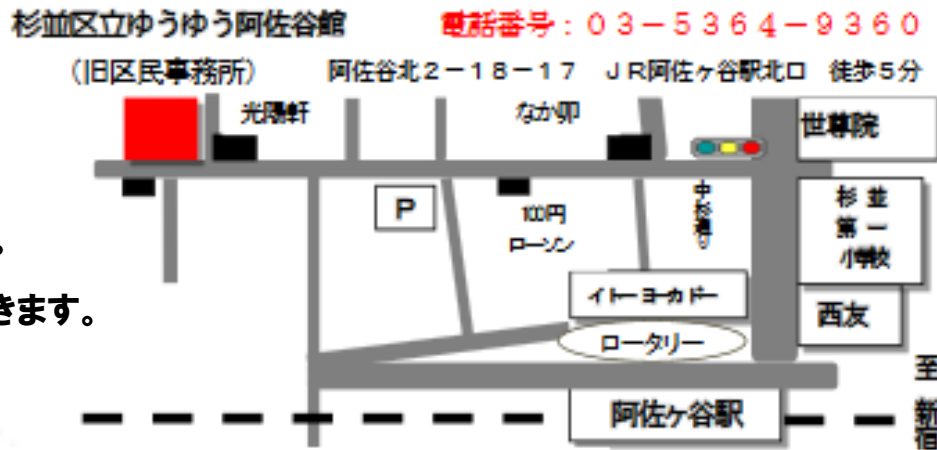 杉並区立ゆうゆう阿佐谷館
電話番号：０３－５３６４－９３６０
（旧区民事務所）
阿佐谷北２－１８－１７　ＪＲ阿佐ヶ谷駅北口　徒歩５分
光陽軒
なか卯
世尊院
P
100円
ローソン
中杉通り
杉並
第一
小学校
きます。
イトーヨーカドー
西友
ロータリー
至
新宿
阿佐ヶ谷駅